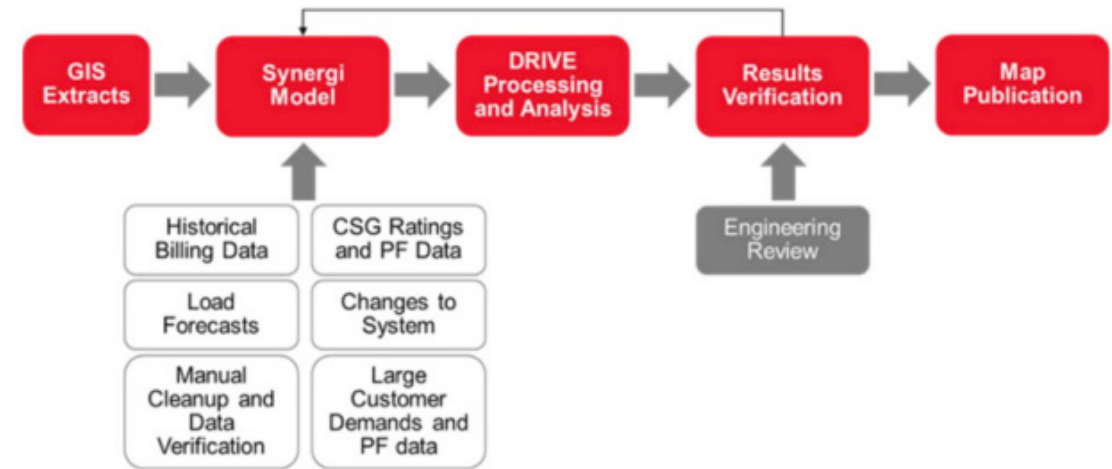 GIS
Extracts
Synergi
Model
DRIVE
Processing
and Analysis
Results
Verification
Map
Publication
Historical
Billing Data
CSG Ratings
and PF Data
Load
Forecasts
Changes to
System
Manual
Cleanup and
Data
Verification
Large
Customer
Demands and
PF data
Engineering
Review